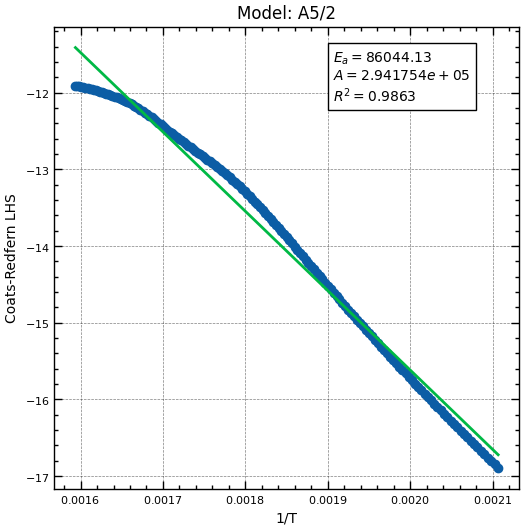 Model: A5/2
E_a = 86044.13
A = 2.941754e + 05
R² = 0.9863
−12
−13
−14
−15
−16
−17
Coats-Redfern LHS
0.0016 0.0017 0.0018 0.0019 0.0020 0.0021
1/T